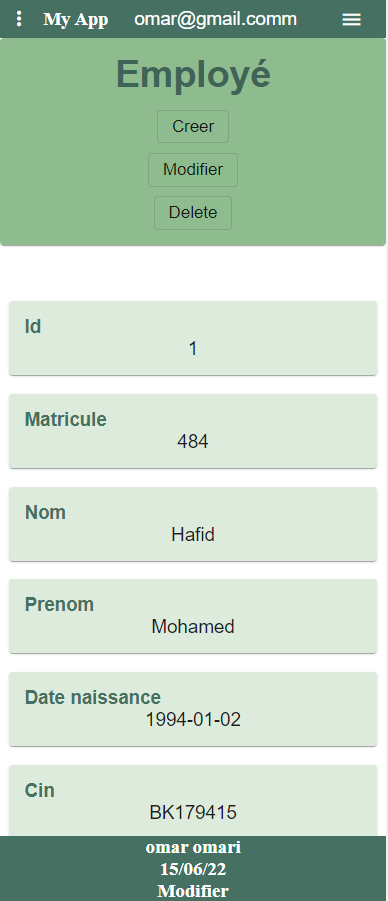 My App omar@gmail.comm
Employé
Creer
Modifier
Delete
Id
1
Matricule
484
Nom
Hafid
Prenom
Mohamed
Date naissance
1994-01-02
Cin
BK179415
omar omari
15/06/22
Modifier